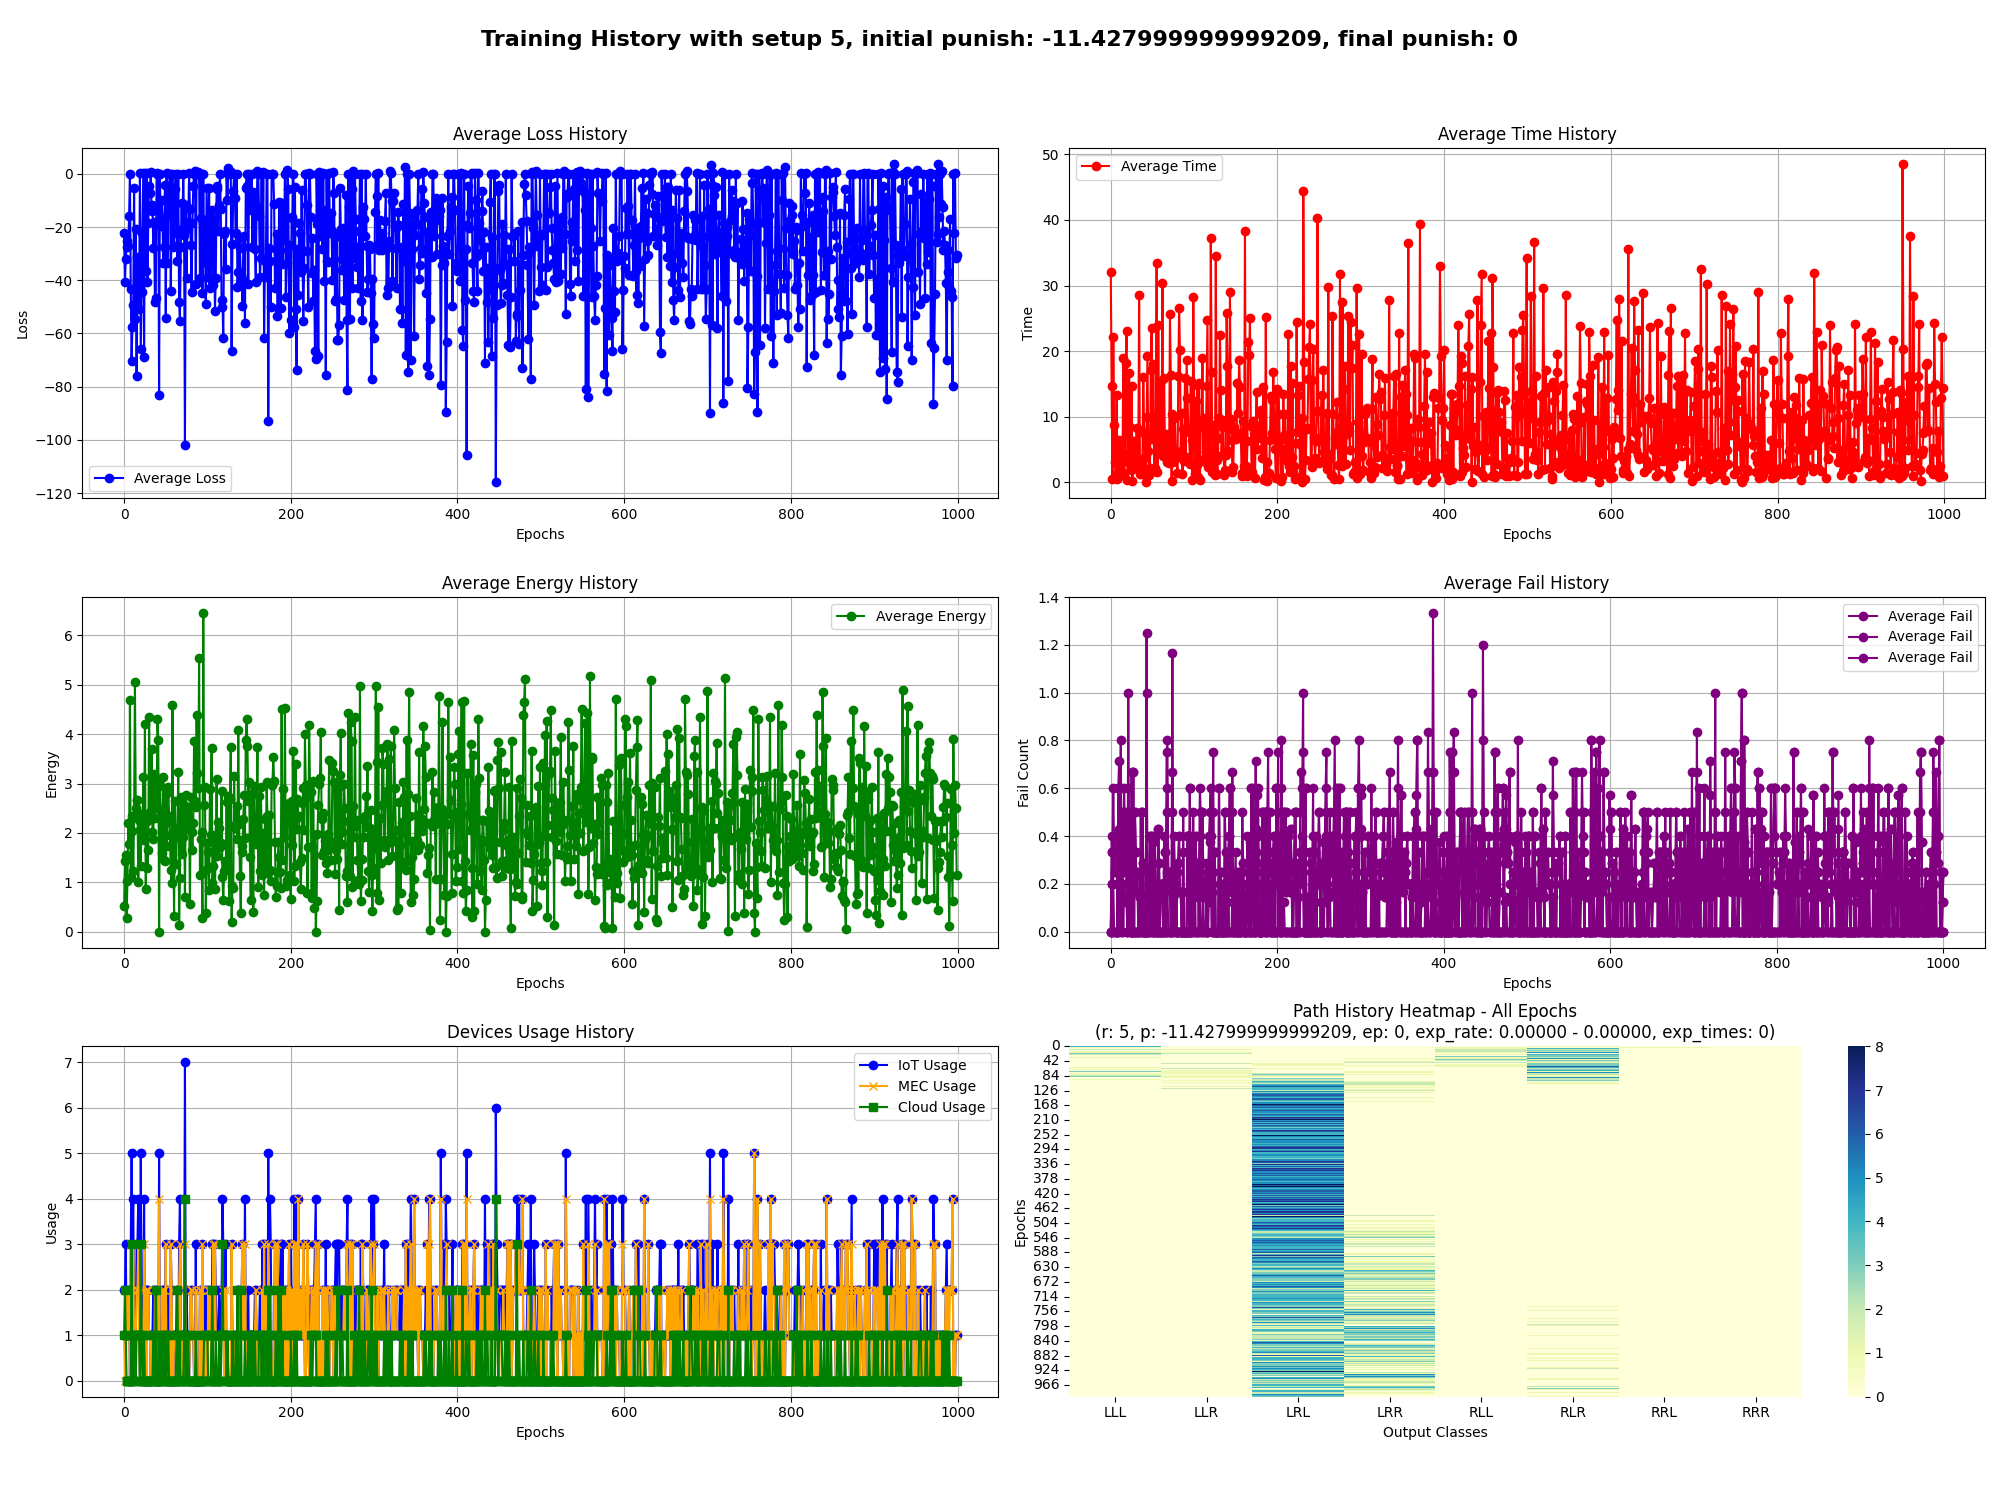 Training History with setup 5, initial punish: -11.427999999999209, final punish: 0
Average Loss History
0
−20
−40
−60
−80
−100
−120
Loss
Average Loss
0 200 400 600 800 1000
Epochs
Average Time History
50
40
30
20
10
0
Time
Average Time
0 200 400 600 800 1000
Epochs
Average Energy History
6
5
4
3
2
1
0
Energy
Average Energy
0 200 400 600 800 1000
Epochs
Average Fail History
1.4
1.2
1.0
0.8
0.6
0.4
0.2
0.0
Fail Count
Average Fail
Average Fail
Average Fail
0 200 400 600 800 1000
Epochs
Devices Usage History
7
6
5
4
3
2
1
0
Usage
IoT Usage
MEC Usage
Cloud Usage
0 200 400 600 800 1000
Epochs
Path History Heatmap - All Epochs
(r: 5, p: -11.427999999999209, ep: 0, exp_rate: 0.00000 - 0.00000, exp_times: 0)
0
42
84
126
168
210
252
294
336
378
420
462
504
546
588
630
672
714
756
798
840
882
924
966
Epochs
LLL LLR LRL LRR RLL RLR RRL RRR
Output Classes
8
7
6
5
4
3
2
1
0